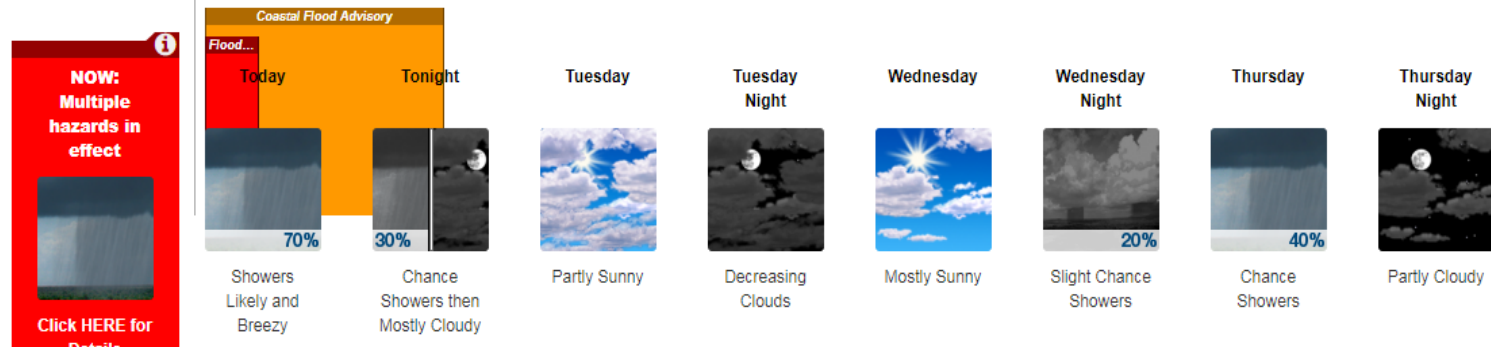 Coastal Flood Advisory
Flood...
NOW:
Multiple
hazards in
effect
Click HERE for
Details
Today
Tonight
Tuesday
Tuesday
Night
Wednesday
Wednesday
Night
Thursday
Thursday
Night
70%
30%
20%
40%
Showers
Likely and
Breezy
Chance
Showers then
Mostly Cloudy
Partly Sunny
Decreasing
Clouds
Mostly Sunny
Slight Chance
Showers
Chance
Showers
Partly Cloudy